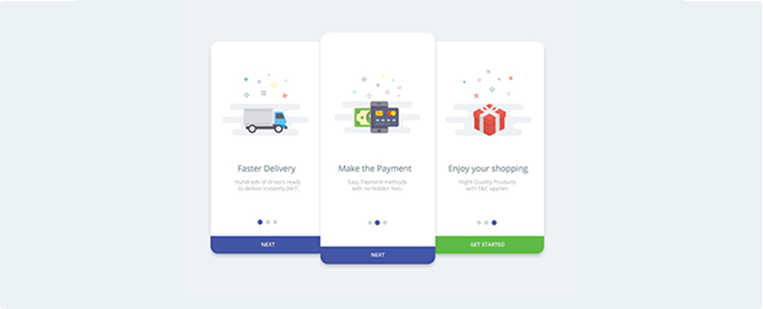 Faster Delivery
Hundreds of drivers ready
to deliver instantly 24/7.
NEXT
Make the Payment
Easy Payment methods
with no hidden fees.
NEXT
Enjoy your shopping
Hight Quality Products
with T&C applies.
GET STARTED